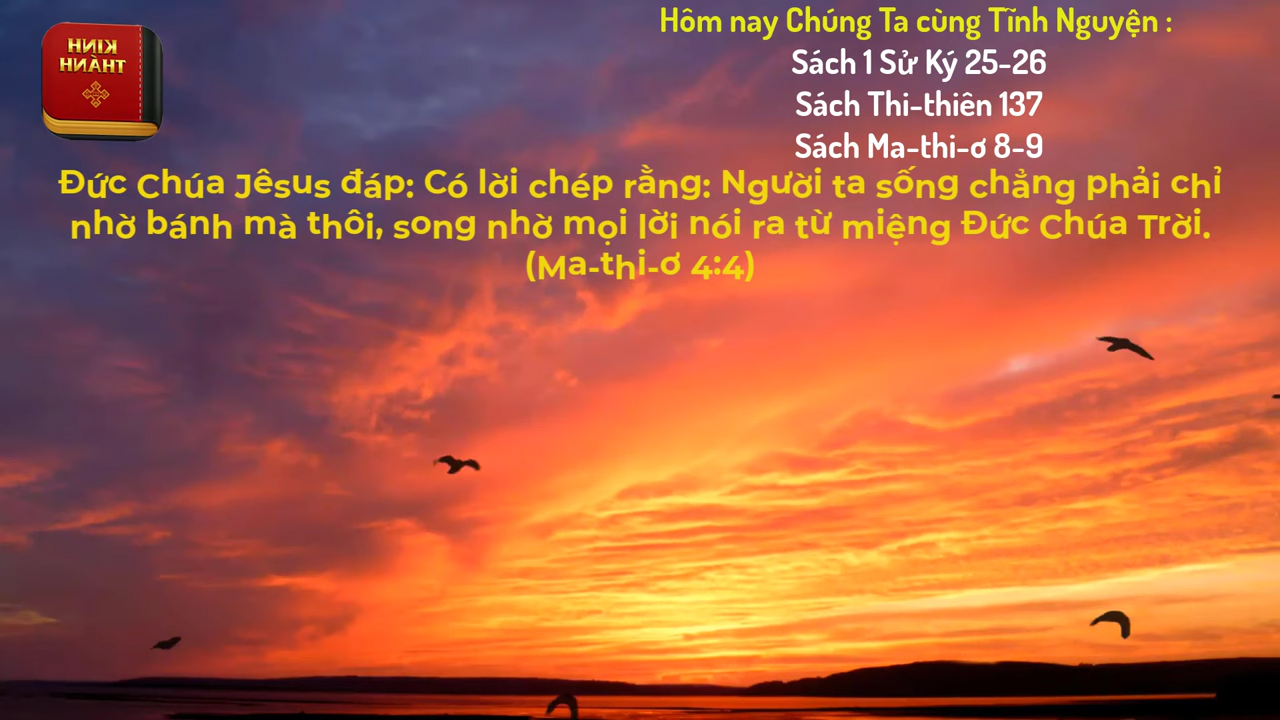 KINH
THÁNH
Hôm nay Chúng Ta cùng Tĩnh Nguyện :
Sách 1 Sử Ký 25-26
Sách Thi-thiên 137
Sách Ma-thi-ơ 8-9
Đức Chúa Jêsus đáp: Có lời chép rằng: Người ta sống chẳng phải chỉ
nhờ bánh mà thôi, song nhờ mọi lời nói ra từ miệng Đức Chúa Trời.
(Ma-thi-ơ 4:4)